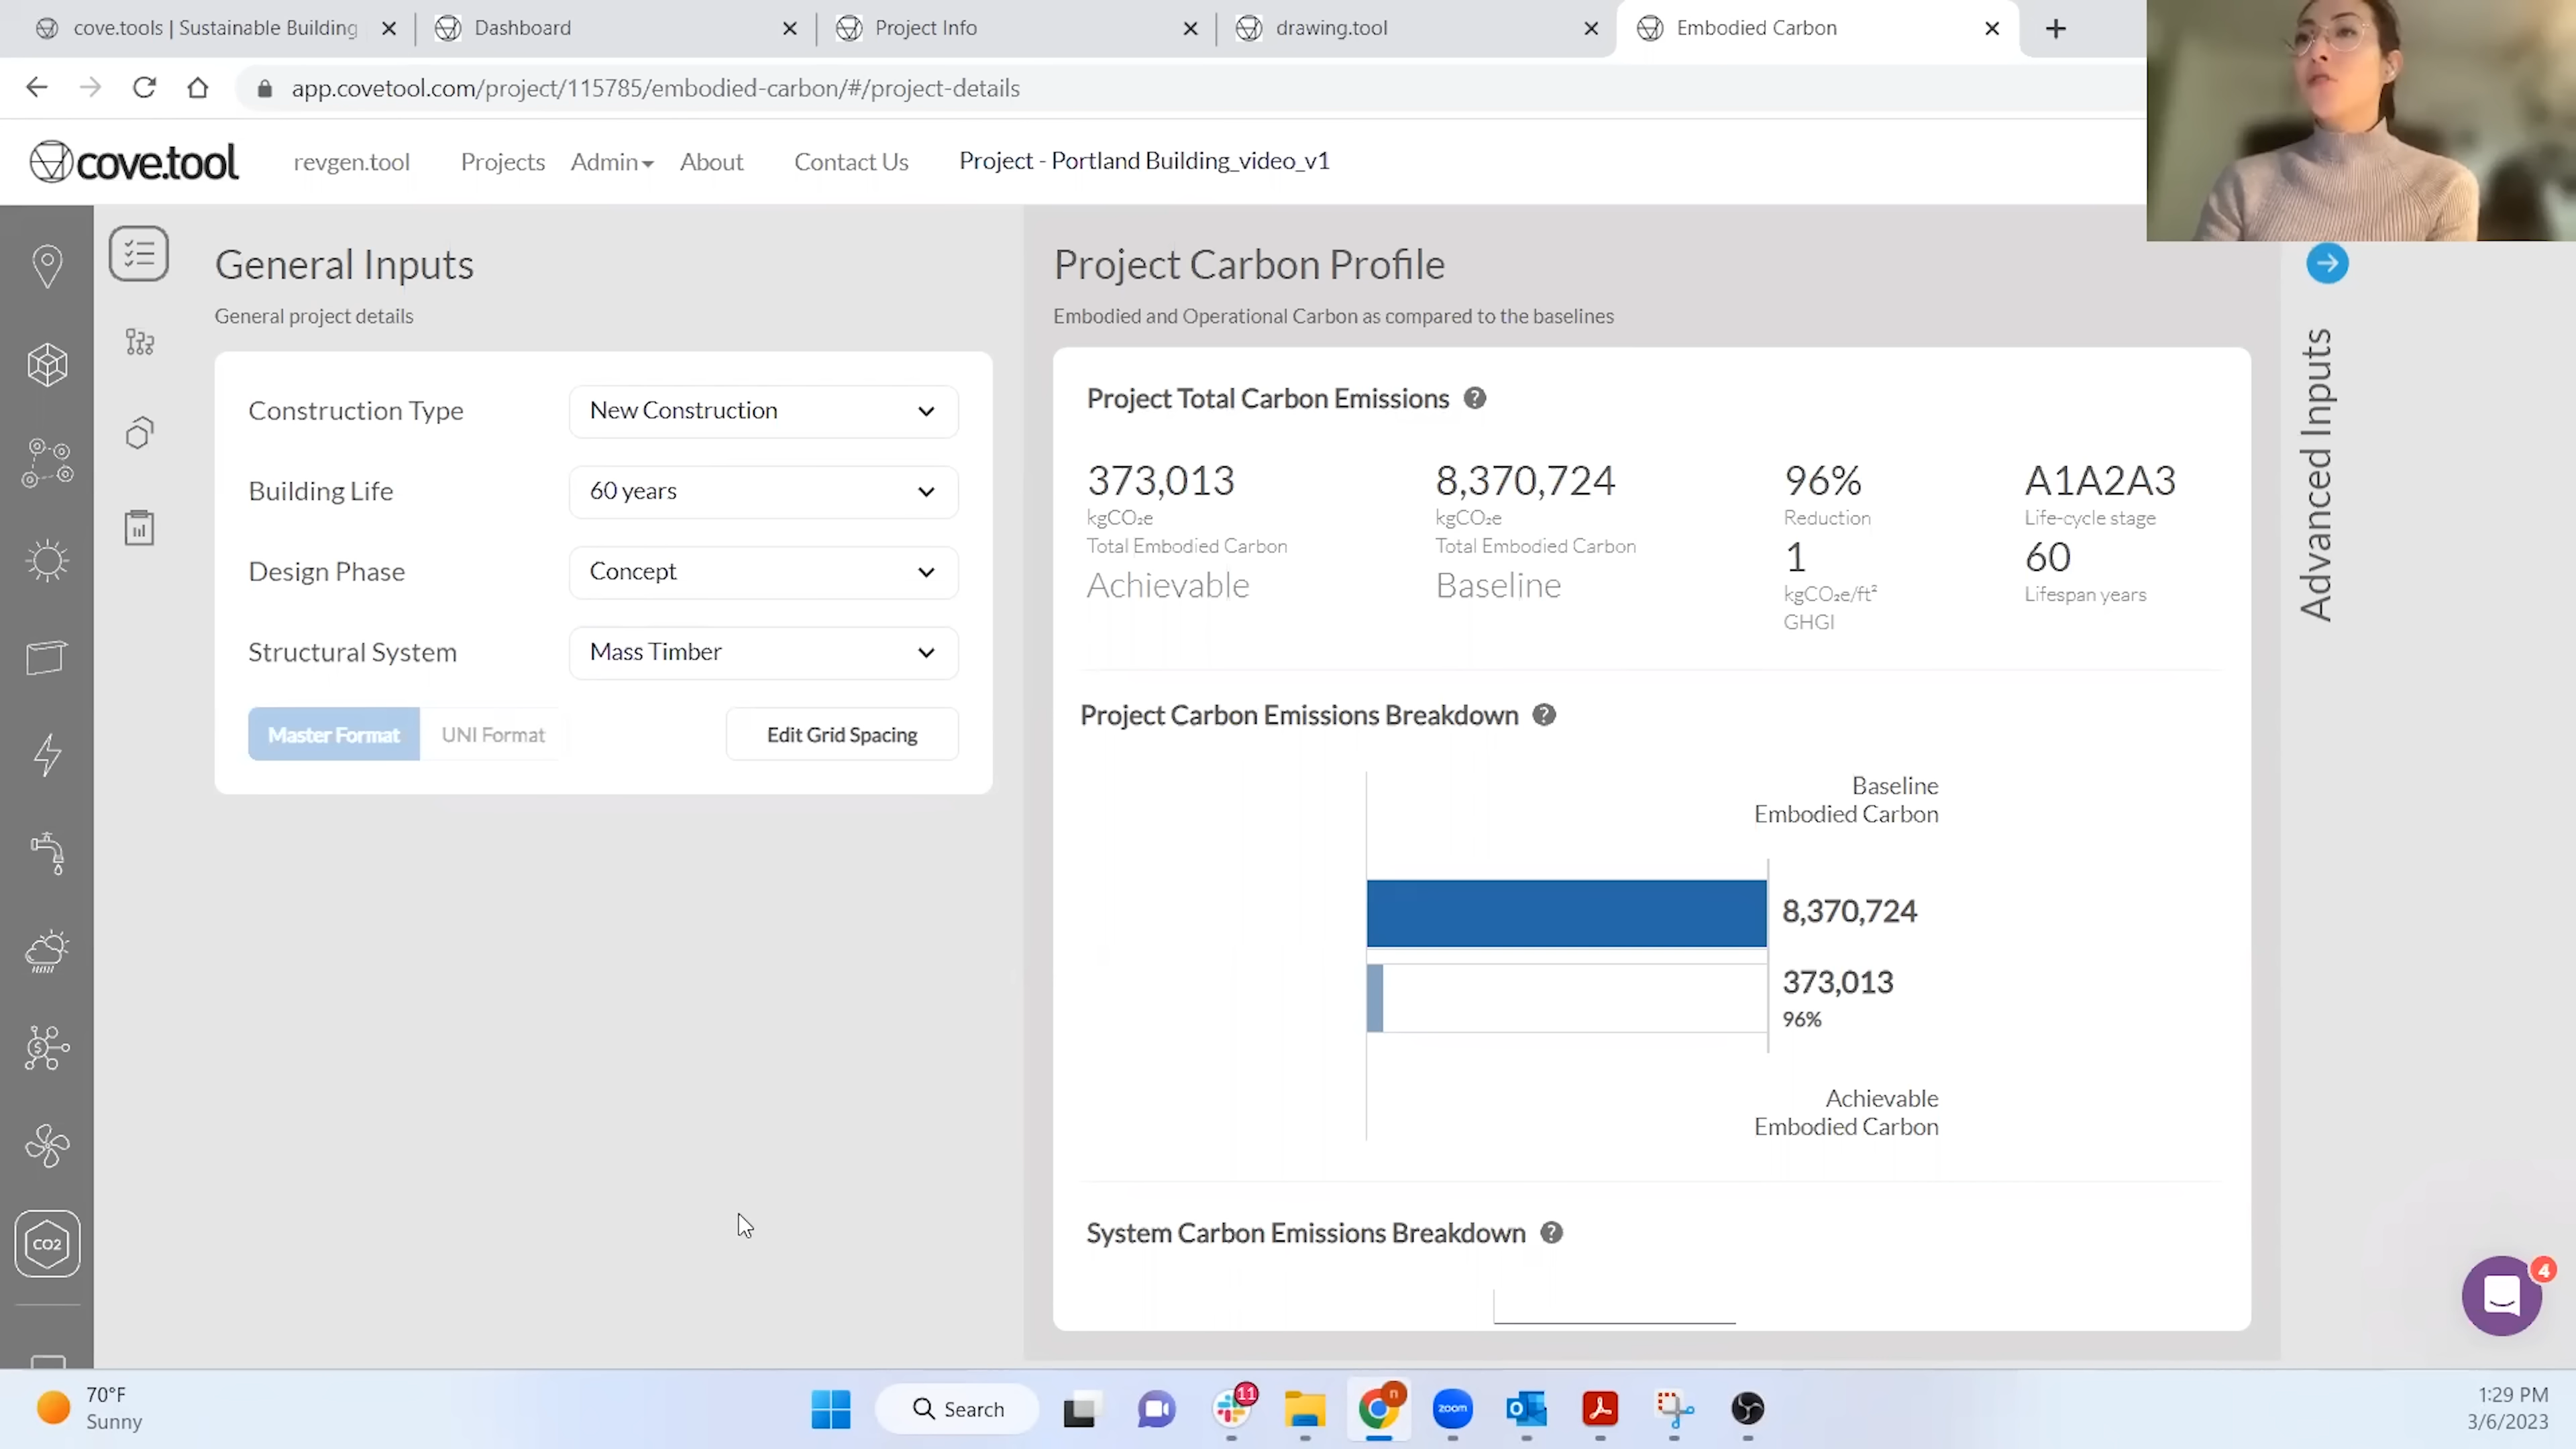 cove.tools | Sustainable Building
Dashboard
Project Info
drawing.tool
Embodied Carbon
app.covetool.com/project/115785/embodied-carbon/#/project-details
cove.tool
revgen.tool
Projects
Admin
About
Contact Us
Project - Portland Building_video_v1
General Inputs
General project details
Construction Type
New Construction
Building Life
60 years
Design Phase
Concept
Structural System
Mass Timber
Master Format
UNI Format
Edit Grid Spacing
Project Carbon Profile
Embodied and Operational Carbon as compared to the baselines
Project Total Carbon Emissions ?
373,013
kgCO₂e
Total Embodied Carbon
Achievable
8,370,724
kgCO₂e
Total Embodied Carbon
Baseline
96%
Reduction
1
kgCO₂e/ft²
GHGI
A1A2A3
Life-cycle stage
60
Lifespan years
Project Carbon Emissions Breakdown ?
Baseline
Embodied Carbon
8,370,724
373,013
96%
Achievable
Embodied Carbon
System Carbon Emissions Breakdown ?
Advanced Inputs
CO2
4
70°F
Sunny
Search
11
n
zoom
1:29 PM
3/6/2023